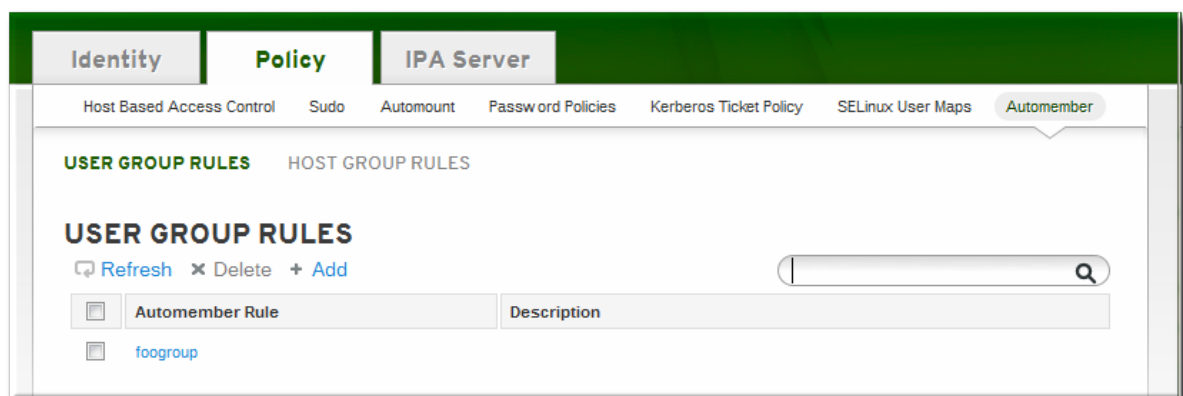 Identity Policy IPA Server
Host Based Access Control Sudo Automount Password Policies Kerberos Ticket Policy SELinux User Maps Automember
USER GROUP RULES HOST GROUP RULES
USER GROUP RULES
Refresh Delete Add
Automember Rule Description
foogroup